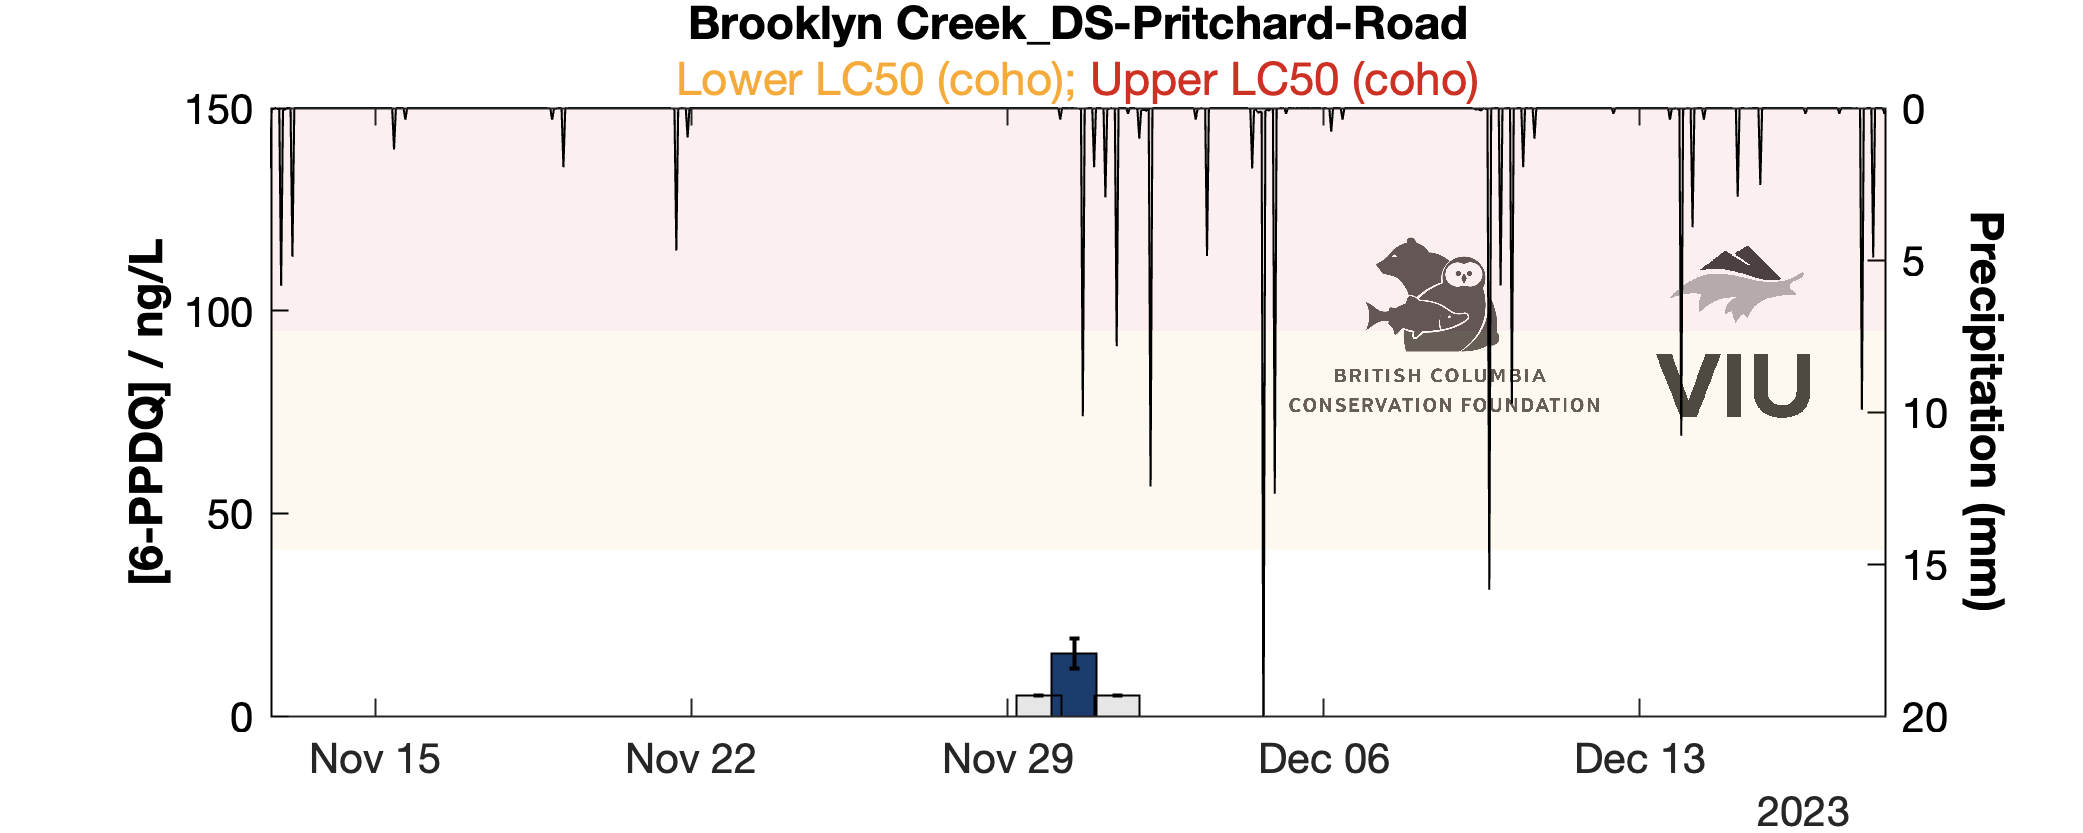 Brooklyn Creek_DS-Pritchard-Road
Lower LC50 (coho); Upper LC50 (coho)
150
100
50
0
[6-PPDQ] / ng/L
0
5
10
15
20
Precipitation (mm)
BRITISH COLUMBIA
CONSERVATION FOUNDATION
VIU
Nov 15
Nov 22
Nov 29
Dec 06
Dec 13
2023